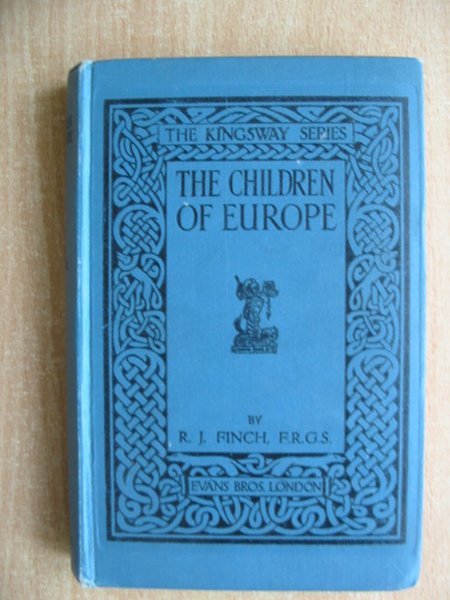 THE KINGSWAY SERIES
THE CHILDREN
OF EUROPE
BY
R. J. FINCH, F.R.G.S.
EVANS BROS. LONDON